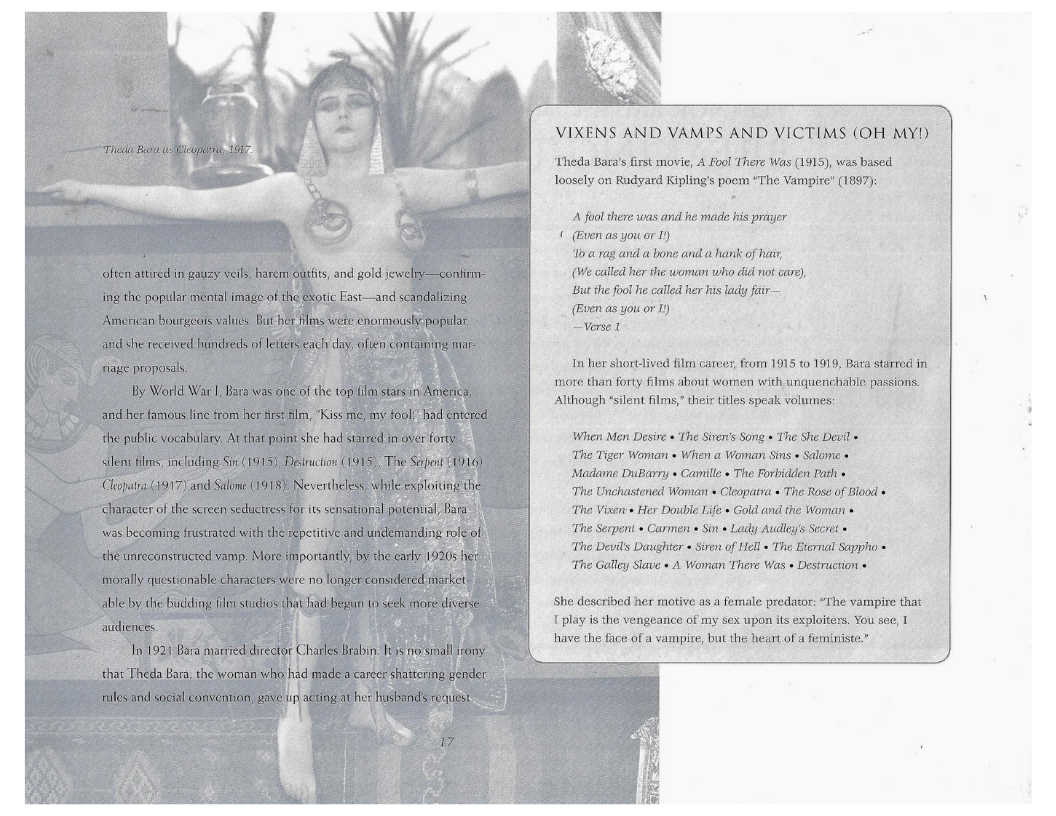 Theda Bara as Cleopatra, 1917.
often attired in gauzy veils, harem outfits, and gold jewelry—confirm-
ing the popular mental image of the exotic East—and scandalizing
American bourgeois values. But her films were enormously popular,
and she received hundreds of letters each day, often containing mar-
riage proposals.
By World War I, Bara was one of the top film stars in America,
and her famous line from her first film, "Kiss me, my fool," had entered
the public vocabulary. At that point she had starred in over forty
silent films, including Sin (1915), Destruction (1915), The Serpent (1916)
Cleopatra (1917) and Salome (1918). Nevertheless, while exploiting the
character of the screen seductress for its sensational potential, Bara
was becoming frustrated with the repetitive and undemanding role of
the unreconstructed vamp. More importantly, by the early 1920s her
morally questionable characters were no longer considered market-
able by the budding film studios that had begun to seek more diverse
audiences.
In 1921 Bara married director Charles Brabin. It is no small irony
that Theda Bara, the woman who had made a career shattering gender
rules and social convention, gave up acting at her husband's request.
17
VIXENS AND VAMPS AND VICTIMS (OH MY!)
Theda Bara's first movie, A Fool There Was (1915), was based
loosely on Rudyard Kipling's poem "The Vampire" (1897):
A fool there was and he made his prayer
(Even as you or I!)
To a rag and a bone and a hank of hair,
(We called her the woman who did not care),
But the fool he called her his lady fair—
(Even as you or I!)
—Verse 1
In her short-lived film career, from 1915 to 1919, Bara starred in
more than forty films about women with unquenchable passions.
Although "silent films," their titles speak volumes:
When Men Desire • The Siren's Song • The She Devil •
The Tiger Woman • When a Woman Sins • Salome •
Madame DuBarry • Camille • The Forbidden Path •
The Unchastened Woman • Cleopatra • The Rose of Blood •
The Vixen • Her Double Life • Gold and the Woman •
The Serpent • Carmen • Sin • Lady Audley's Secret •
The Devil's Daughter • Siren of Hell • The Eternal Sappho •
The Galley Slave • A Woman There Was • Destruction •
She described her motive as a female predator: "The vampire that
I play is the vengeance of my sex upon its exploiters. You see, I
have the face of a vampire, but the heart of a feministe."